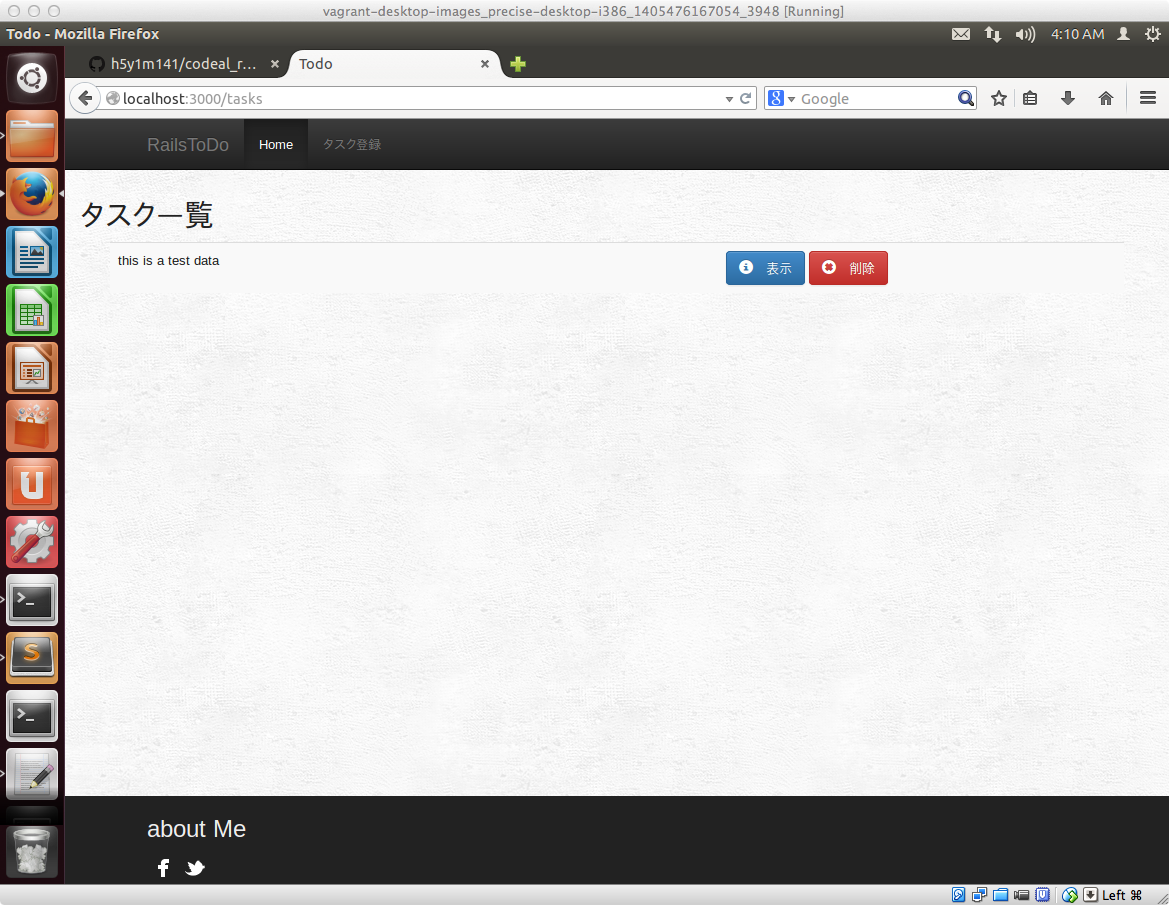 vagrant-desktop-images_precise-desktop-i386_1405476167054_3948 [Running]
Todo - Mozilla Firefox
4:10 AM
h5y1m141/codeal_r...
Todo
localhost:3000/tasks
Google
RailsToDo
Home
タスク登録
タスク一覧
this is a test data
表示
削除
about Me
Left ⌘